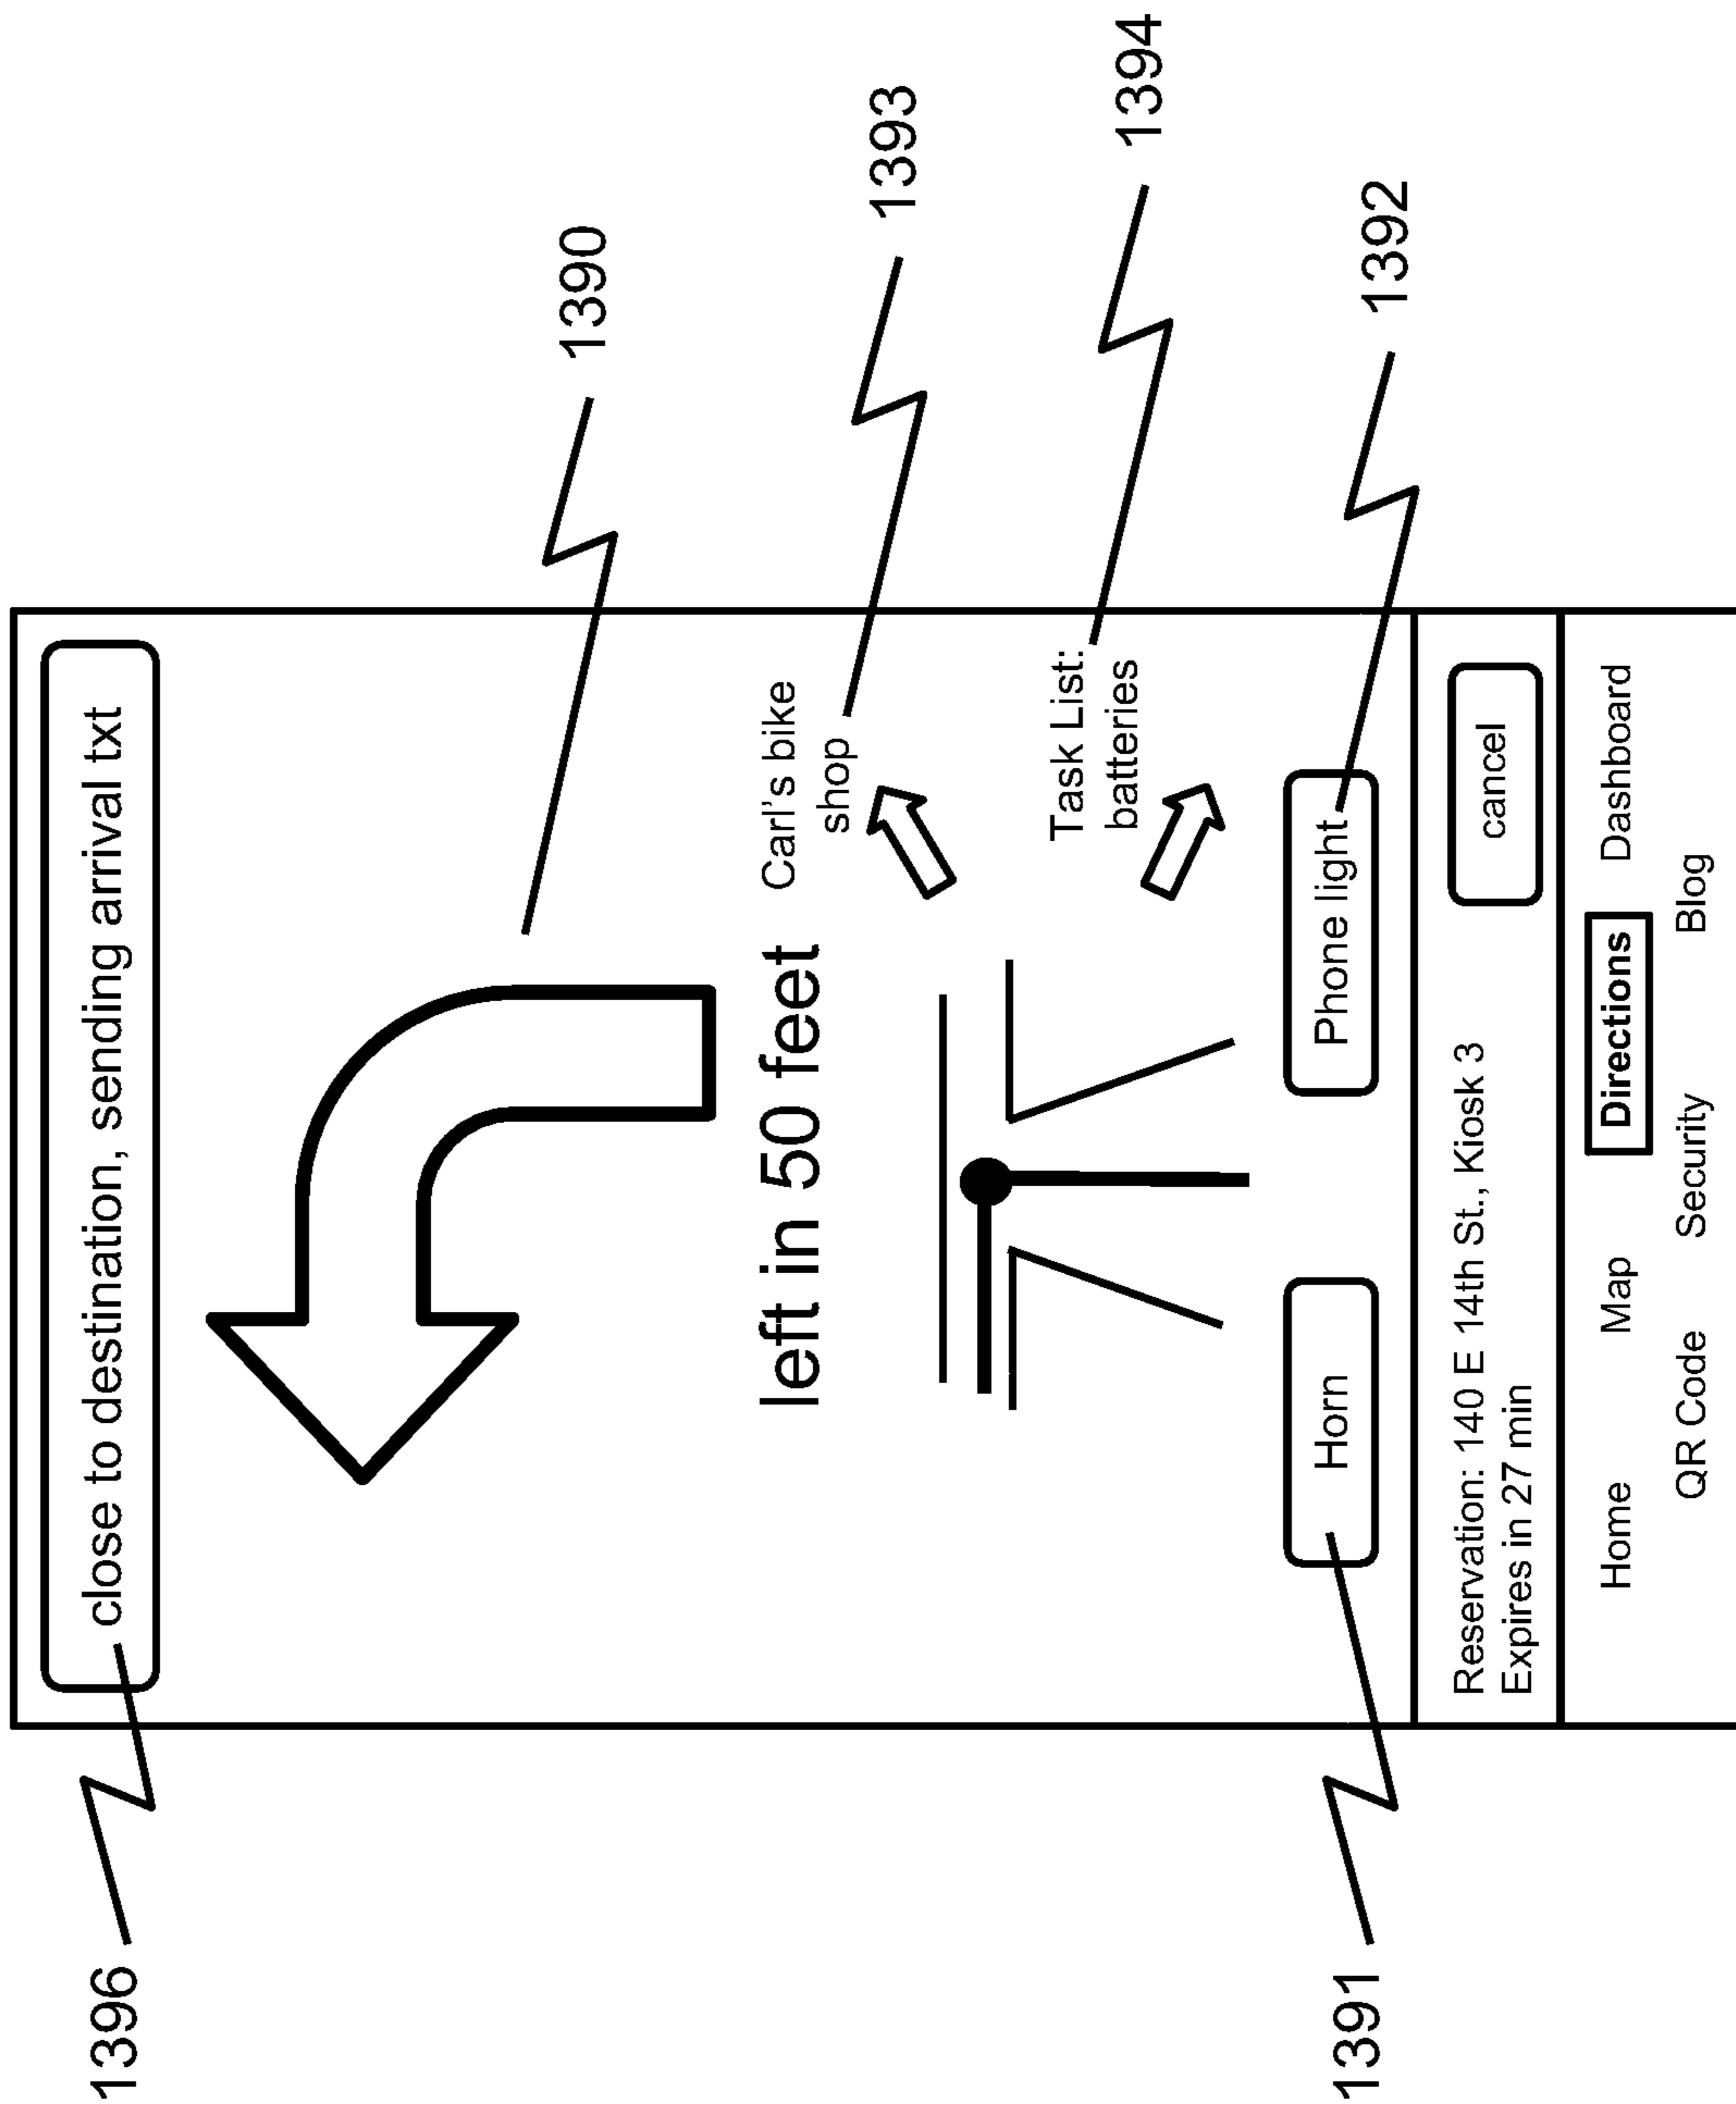 1396
close to destination, sending arrival txt
1390
left in 50 feet
Carl's bike
shop
1393
Task List:
batteries
1394
1391
Horn
Phone light
1392
Reservation: 140 E 14th St., Kiosk 3
Expires in 27 min
cancel
Home Map Directions Dashboard
QR Code Security Blog